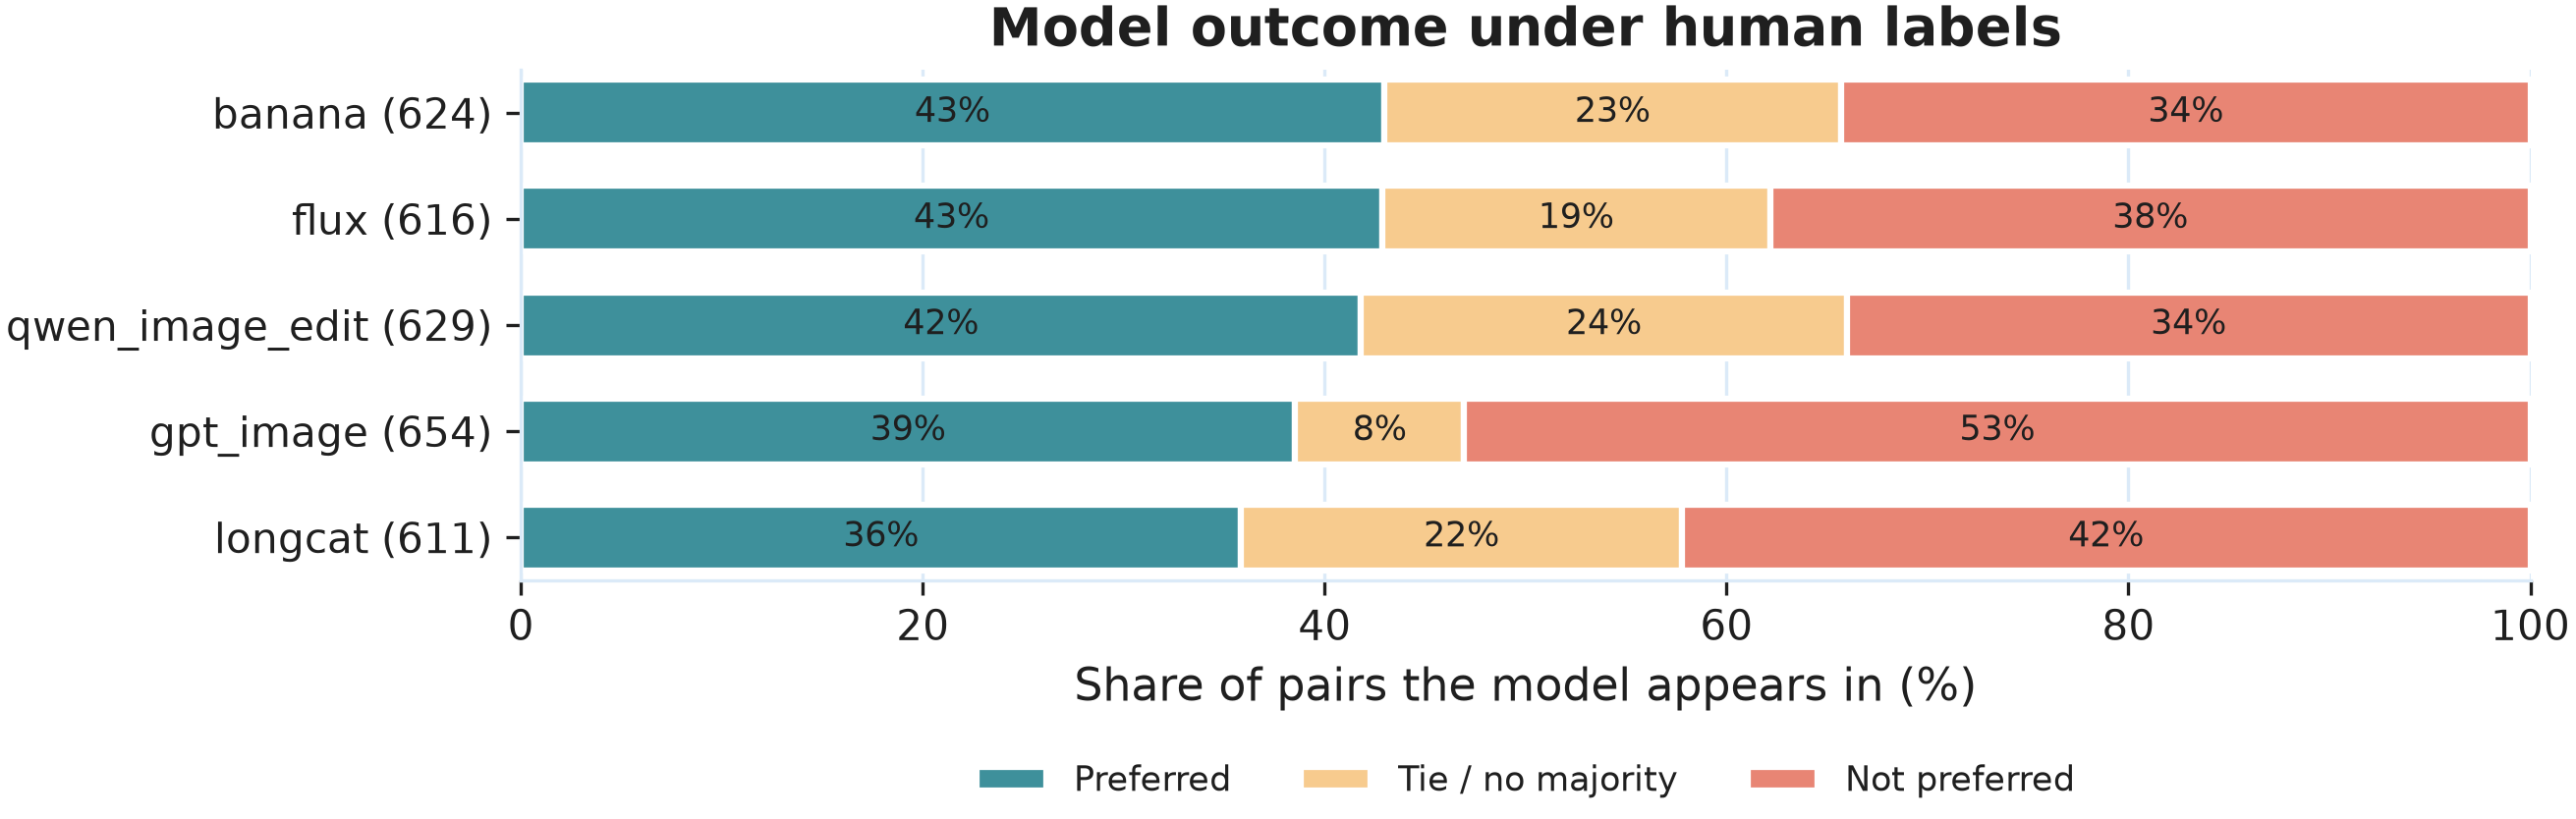 Model outcome under human labels
banana (624) 43% 23% 34%
flux (616) 43% 19% 38%
qwen_image_edit (629) 42% 24% 34%
gpt_image (654) 39% 8% 53%
longcat (611) 36% 22% 42%
0 20 40 60 80 100
Share of pairs the model appears in (%)
Preferred Tie / no majority Not preferred